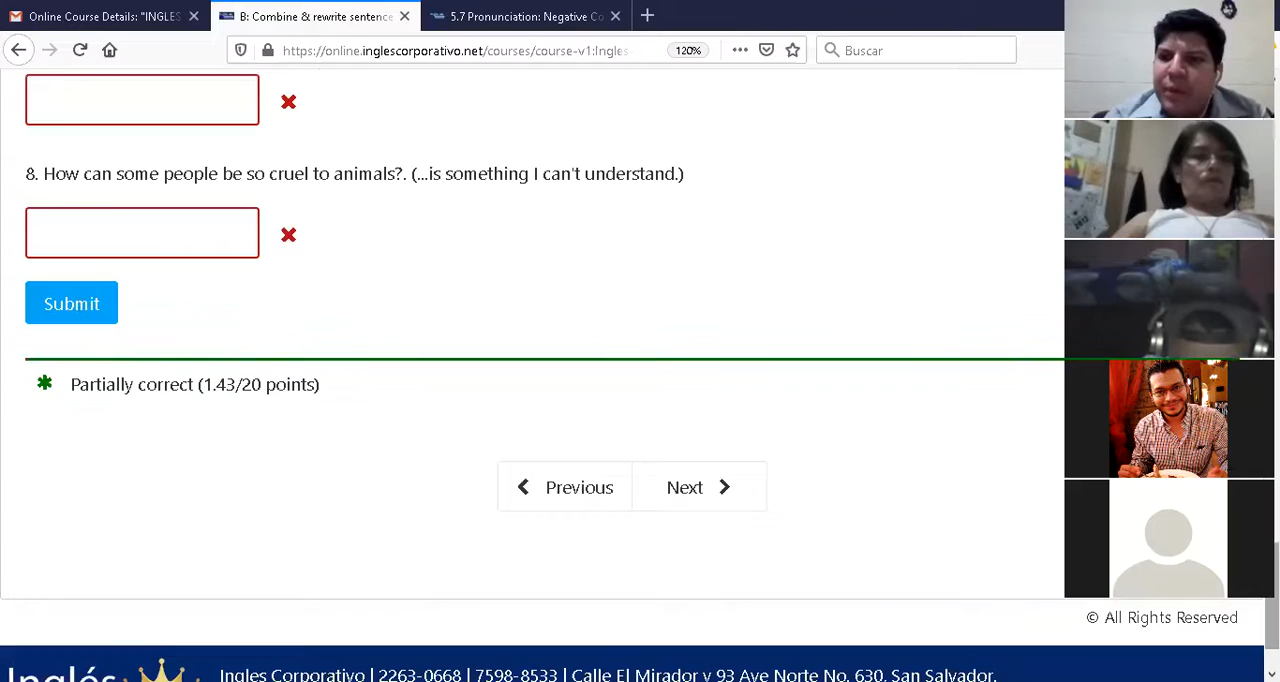 Online Course Details: "INGLES
B: Combine & rewrite sentence
5.7 Pronunciation: Negative Co
https://online.inglescorporativo.net/courses/course-v1:Ingles-
120%
Buscar
8. How can some people be so cruel to animals?. (...is something I can't understand.)
Submit
Partially correct (1.43/20 points)
Previous
Next
© All Rights Reserved
Inglés
Ingles Corporativo | 2263-0668 | 7598-8533 | Calle El Mirador y 93 Ave Norte No. 630, San Salvador.